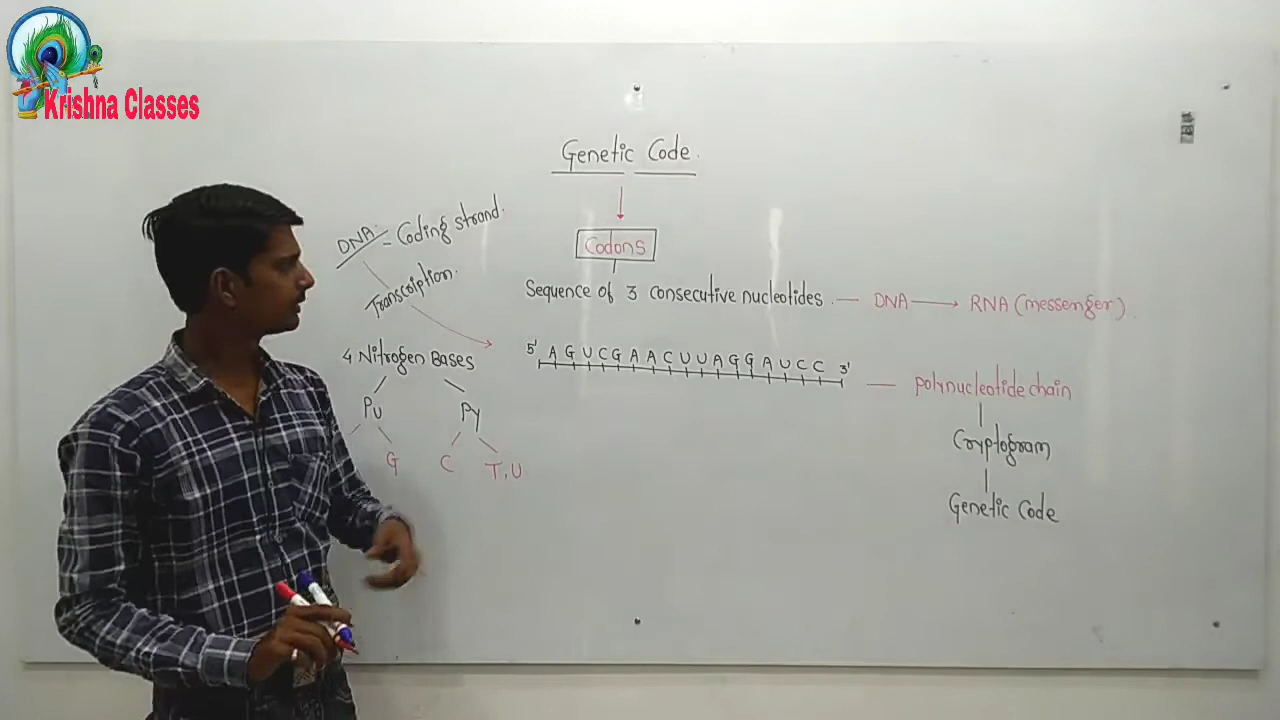 Krishna Classes
Genetic Code.
Codons
DNA = Coding strand.
Transcription.
Sequence of 3 consecutive nucleotides. — DNA → RNA (messenger).
5' A G U C G A A C U U A G G A U C C 3' — polynucleotide chain
Cryptogram
Genetic Code
4 Nitrogen Bases
Pu Py
G C T, U